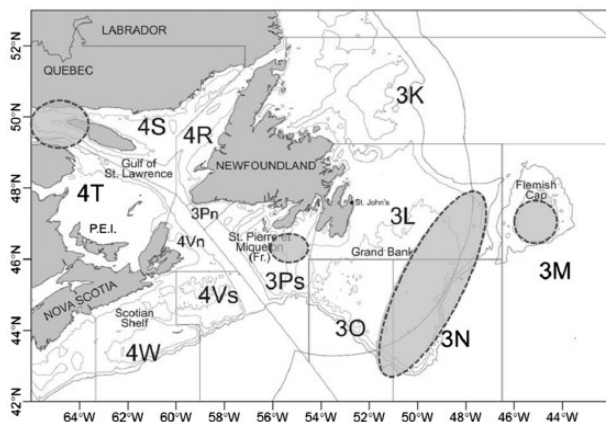 52°N
50°N
48°N
46°N
44°N
42°N
LABRADOR
QUEBEC
3K
4S
4R
Gulf of
St. Lawrence
NEWFOUNDLAND
4T
3Pn
St. John's
3L
Flemish
Cap
P.E.I.
4Vn
St. Pierre et
Miquelon
(Fr.)
Grand Bank
3M
3Ps
NOVA SCOTIA
4Vs
Scotian
Shelf
4W
3O
3N
64°W
62°W
60°W
58°W
56°W
54°W
52°W
50°W
48°W
46°W
44°W